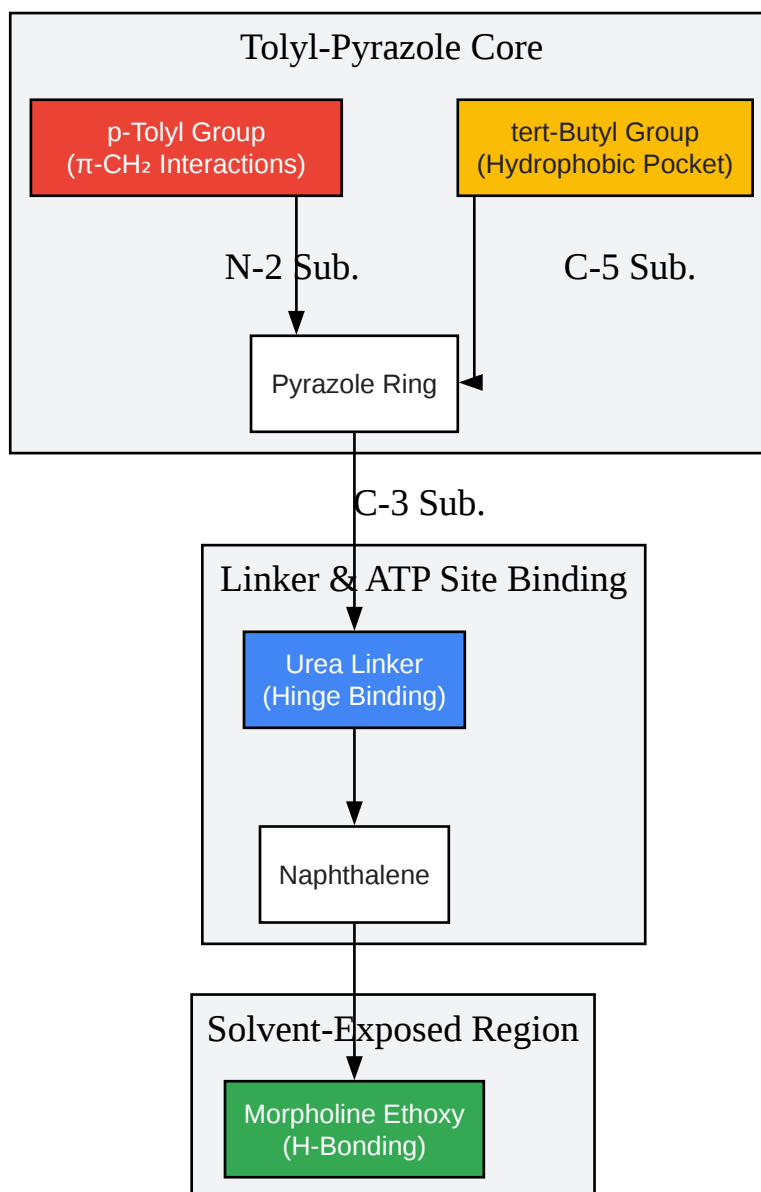 Tolyl-Pyrazole Core
p-Tolyl Group
(π-CH₂ Interactions)
tert-Butyl Group
(Hydrophobic Pocket)
N-2 Sub.
C-5 Sub.
Pyrazole Ring
C-3 Sub.
Linker & ATP Site Binding
Urea Linker
(Hinge Binding)
Naphthalene
Solvent-Exposed Region
Morpholine Ethoxy
(H-Bonding)